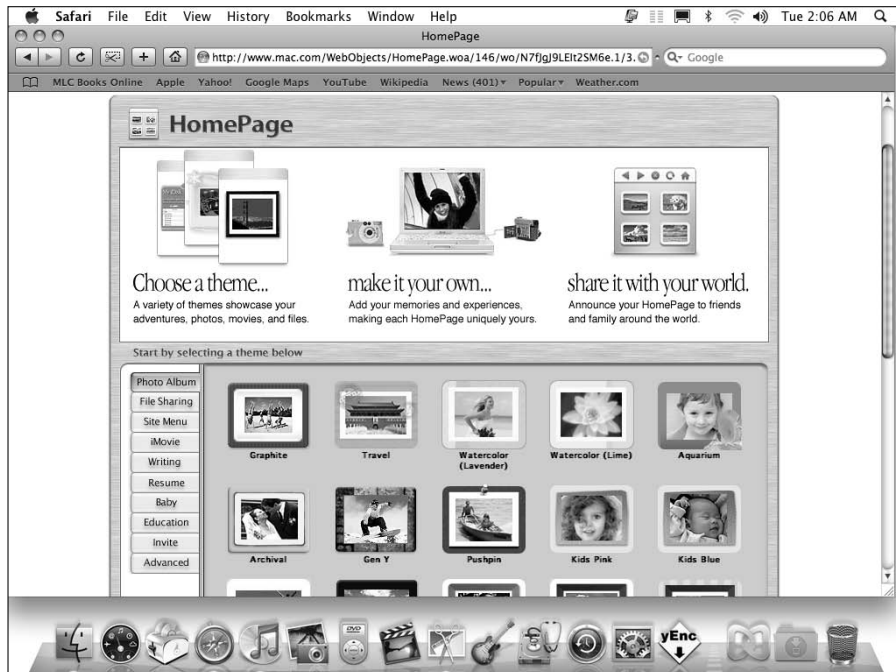 Safari File Edit View History Bookmarks Window Help Tue 2:06 AM
HomePage
http://www.mac.com/WebObjects/HomePage.woa/146/wo/N7fJgJ9LEIt2SM6e.1/3. Google
MLC Books Online Apple Yahoo! Google Maps YouTube Wikipedia News (401) Popular Weather.com
HomePage
Choose a theme...
A variety of themes showcase your
adventures, photos, movies, and files.
make it your own...
Add your memories and experiences,
making each HomePage uniquely yours.
share it with your world.
Announce your HomePage to friends
and family around the world.
Start by selecting a theme below
Photo Album
File Sharing
Site Menu
iMovie
Writing
Resume
Baby
Education
Invite
Advanced
Graphite
Travel
Watercolor
(Lavender)
Watercolor (Lime)
Aquarium
Archival
Gen Y
Pushpin
Kids Pink
Kids Blue
DVD
yEnc